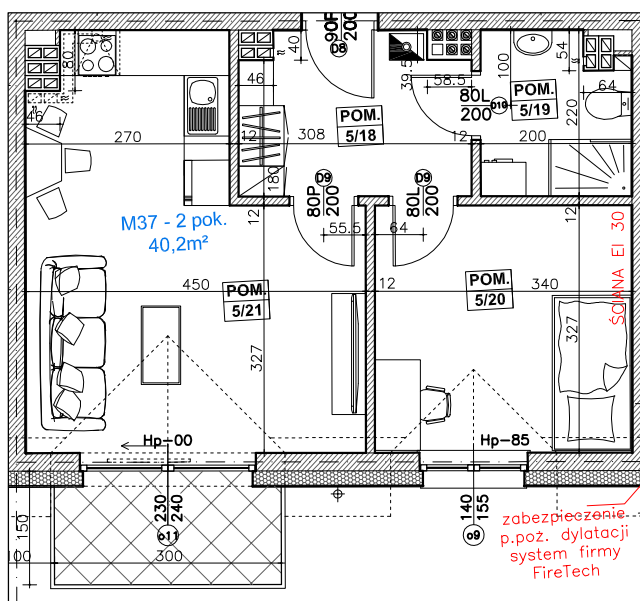 90P
200
D8
80
40
46
39.5
58.5
100
54
64
80L
200
D10
POM.
5/19
220
46
270
12
308
POM.
5/18
12
200
180
D9
80P
200
D9
80L
200
M37 - 2 pok.
40,2m²
12
55.5
64
12
ŚCIANA EI 30
450
POM.
5/21
12
POM.
5/20
340
327
327
Hp-00
Hp-85
230
240
o11
140
155
o9
150
100
300
zabezpieczenie
p.poż. dylatacji
system firmy
FireTech